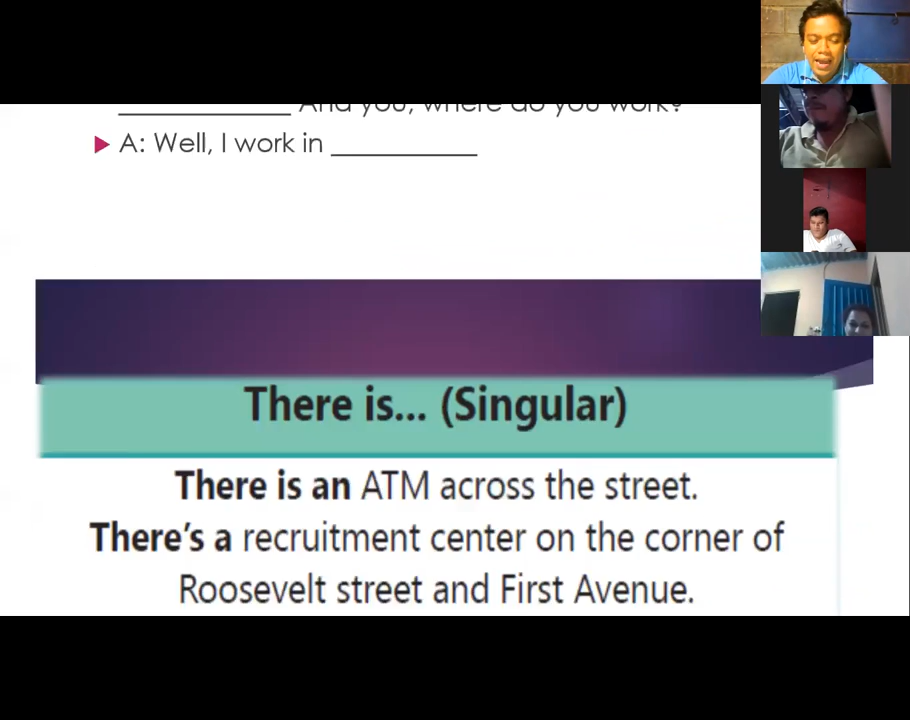 __________ And you, where do you work?
A: Well, I work in __________
There is... (Singular)
There is an ATM across the street.
There's a recruitment center on the corner of
Roosevelt street and First Avenue.